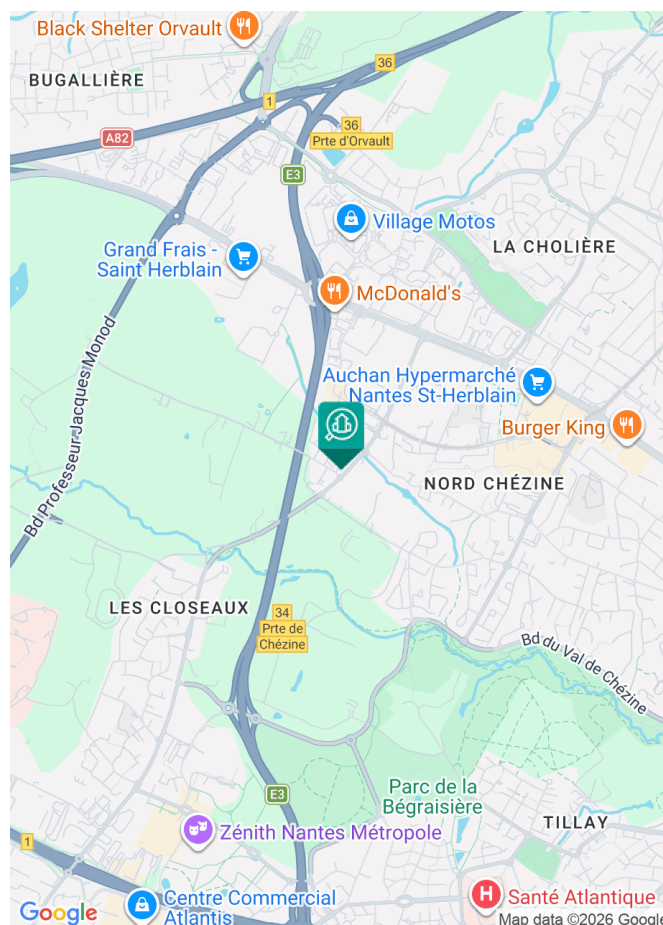 Black Shelter Orvault
BUGALLIÈRE
36
1
A82
36
Prte d'Orvault
E3
Village Motos
LA CHOLIÈRE
Grand Frais -
Saint Herblain
McDonald's
Bd Professeur Jacques Monod
Auchan Hypermarché
Nantes St-Herblain
Burger King
NORD CHÉZINE
LES CLOSEAUX
34
Prte de
Chézine
Bd du Val de Chézine
E3
Parc de la
Bégraisière
TILLAY
1
Zénith Nantes Métropole
Centre Commercial
Atlantis
H
Santé Atlantique
Google
Map data ©2026 Google